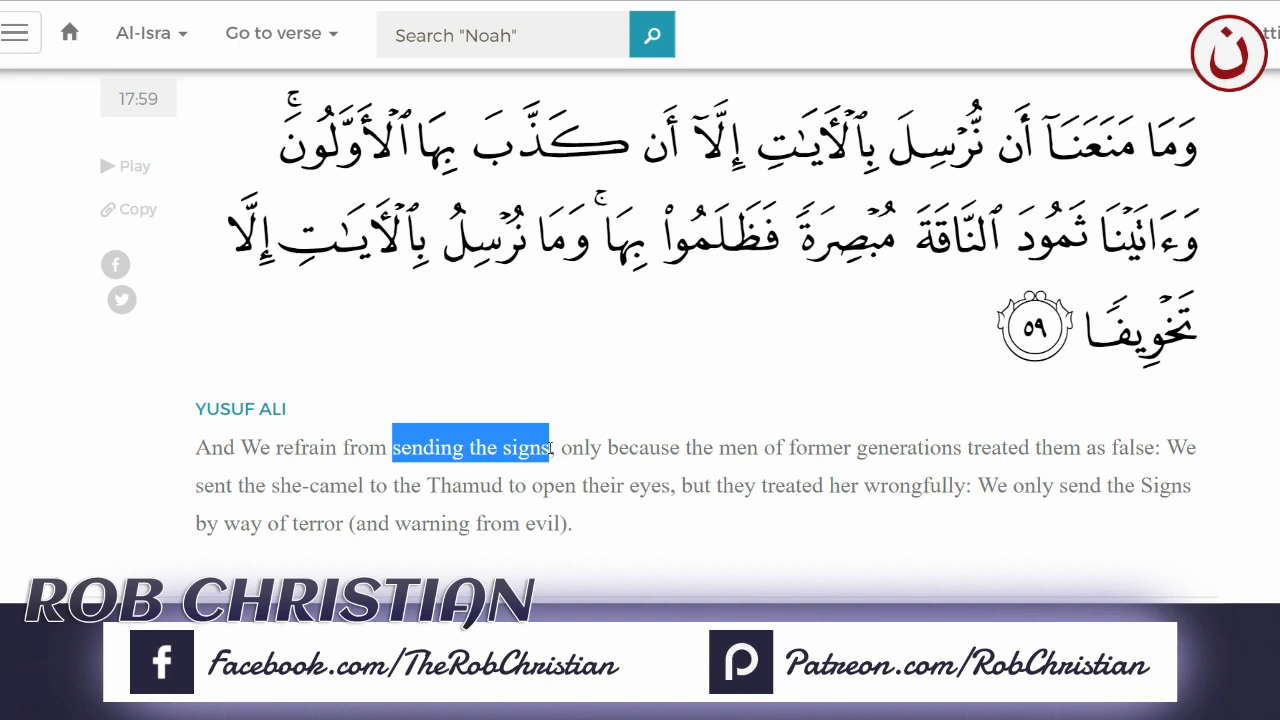 Al-Isra
Go to verse
Search "Noah"
ن
17:59
Play
Copy
وَمَا مَنَعَنَآ أَن نُّرْسِلَ بِٱلْأَيَـٰتِ إِلَّآ أَن كَذَّبَ بِهَا ٱلْأَوَّلُونَ ۚ
وَءَاتَيْنَا ثَمُودَ ٱلنَّاقَةَ مُبْصِرَةً فَظَلَمُوا۟ بِهَا ۚ وَمَا نُرْسِلُ بِٱلْأَيَـٰتِ إِلَّا
تَخْوِيفًا ٥٩
YUSUF ALI
And We refrain from sending the signs, only because the men of former generations treated them as false: We
sent the she-camel to the Thamud to open their eyes, but they treated her wrongfully: We only send the Signs
by way of terror (and warning from evil).
ROB CHRISTIAN
Facebook.com/TheRobChristian
Patreon.com/RobChristian